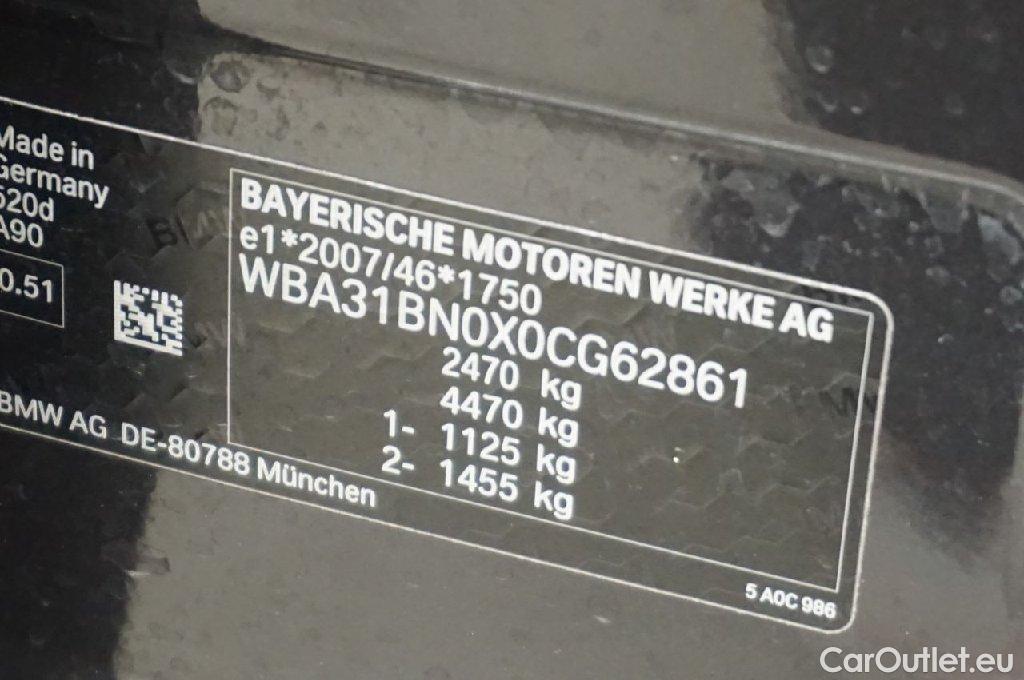 Made in
Germany
520d
A90
0.51
BAYERISCHE MOTOREN WERKE AG
e1*2007/46*1750
WBA31BN0X0CG62861
2470 kg
4470 kg
1- 1125 kg
2- 1455 kg
BMW AG DE-80788 München
5 A0C 986
CarOutlet.eu